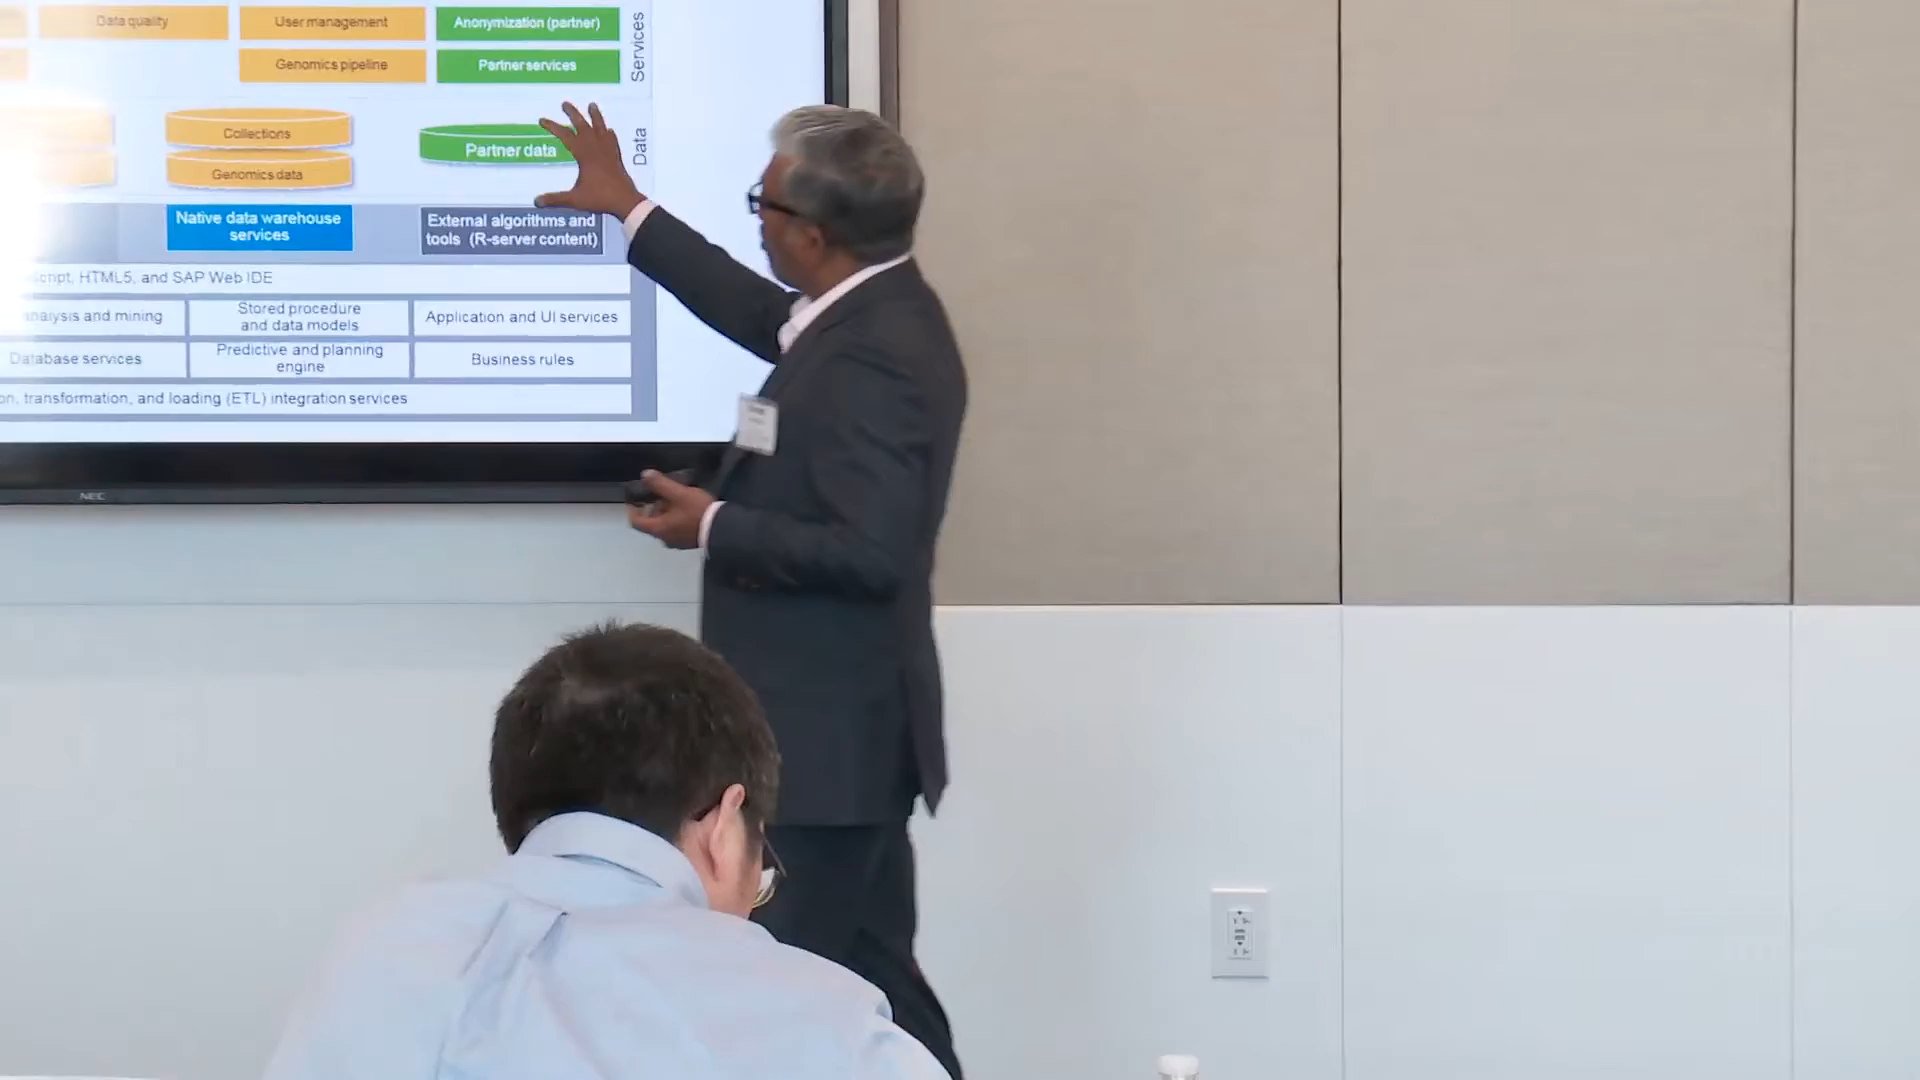 Data quality
User management
Anonymization (partner)
Genomics pipeline
Partner services
Services
Collections
Partner data
Genomics data
Data
Native data warehouse
services
External algorithms and
tools (R-server content)
HTML5, and SAP Web IDE
and mining
Stored procedure
and data models
Application and UI services
Database services
Predictive and planning
engine
Business rules
transformation, and loading (ETL) integration services
NEC